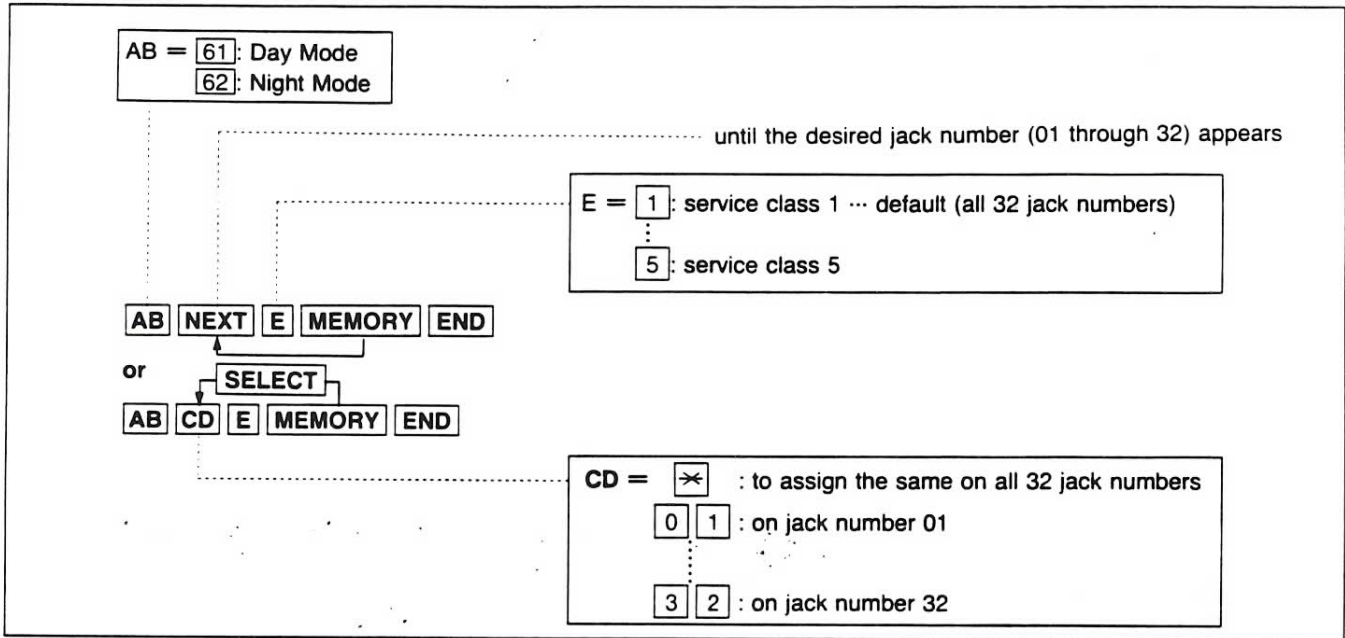 AB = 61: Day Mode
62: Night Mode
until the desired jack number (01 through 32) appears
E = 1: service class 1 ··· default (all 32 jack numbers)
5: service class 5
AB NEXT E MEMORY END
or
SELECT
AB CD E MEMORY END
CD = ✳ : to assign the same on all 32 jack numbers
0 1 : on jack number 01
3 2 : on jack number 32